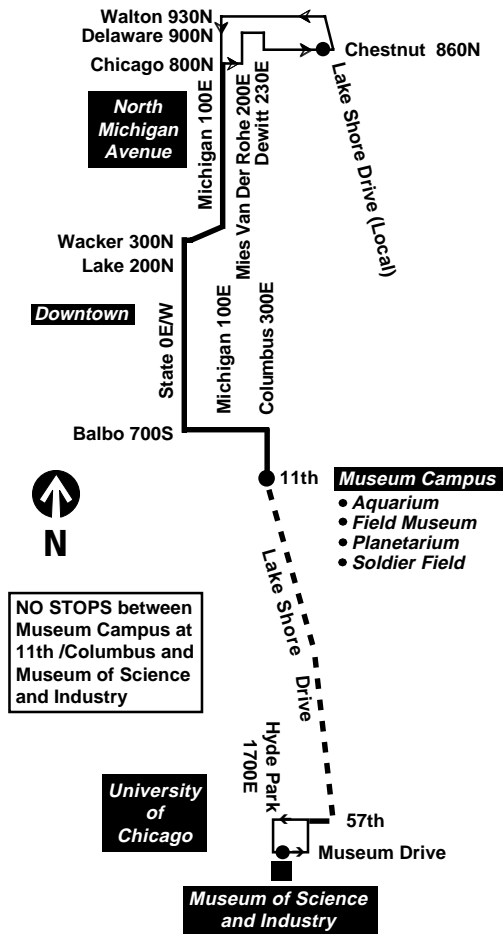 Walton 930N
Delaware 900N
Chestnut 860N
Chicago 800N
North
Michigan
Avenue
Michigan 100E
Mies Van Der Rohe 200E
Dewitt 230E
Lake Shore Drive (Local)
Wacker 300N
Lake 200N
Downtown
State 0E/W
Michigan 100E
Columbus 300E
Balbo 700S
11th
Museum Campus
• Aquarium
• Field Museum
• Planetarium
• Soldier Field
N
Lake Shore Drive
NO STOPS between
Museum Campus at
11th /Columbus and
Museum of Science
and Industry
Hyde Park
1700E
University
of
Chicago
57th
Museum Drive
Museum of Science
and Industry